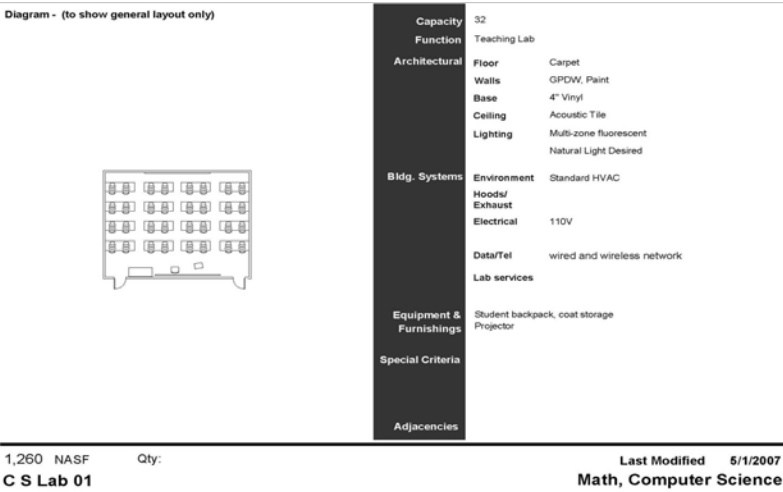 Diagram - (to show general layout only)
Capacity 32
Function Teaching Lab
Architectural Floor Carpet
Walls GPDW, Paint
Base 4" Vinyl
Ceiling Acoustic Tile
Lighting Multi-zone fluorescent
Natural Light Desired
Bldg. Systems Environment Standard HVAC
Hoods/
Exhaust
Electrical 110V
Data/Tel wired and wireless network
Lab services
Equipment & Student backpack, coat storage
Furnishings Projector
Special Criteria
Adjacencies
1,260 NASF Qty:
Last Modified 5/1/2007
C S Lab 01
Math, Computer Science